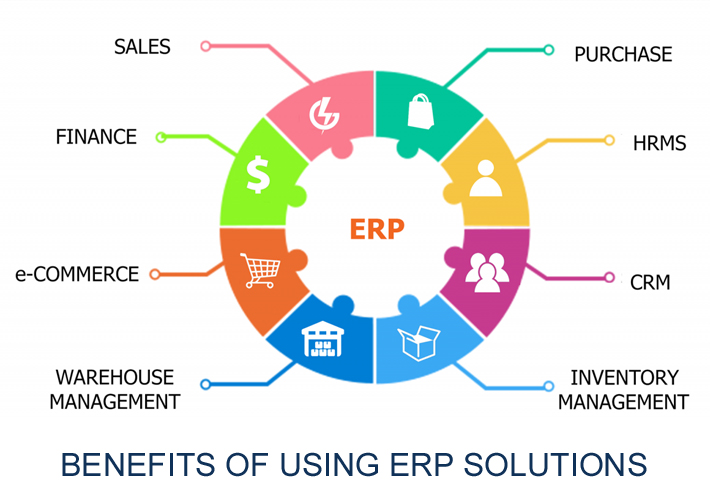 SALES
PURCHASE
FINANCE
HRMS
ERP
e-COMMERCE
CRM
WAREHOUSE
MANAGEMENT
INVENTORY
MANAGEMENT
BENEFITS OF USING ERP SOLUTIONS